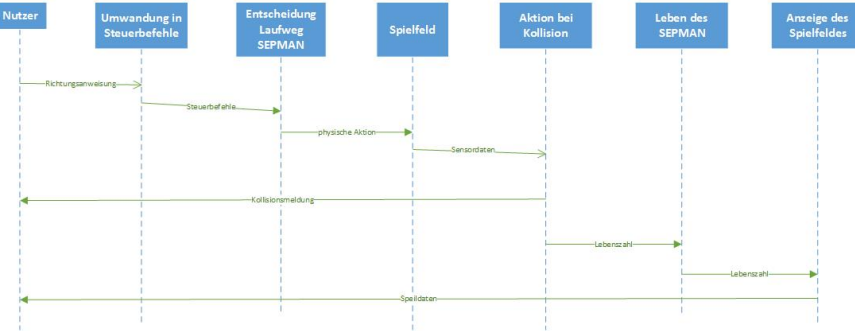 Nutzer
Umwandung in
Steuerbefehle
Entscheidung
Laufweg
SEPMAN
Spielfeld
Aktion bei
Kollision
Leben des
SEPMAN
Anzeige des
Spielfeldes
Richtungsanweisung
Steuerbefehle
physische Aktion
Sensordaten
Kollisionsmeldung
Lebenszahl
Lebenszahl
Speildaten